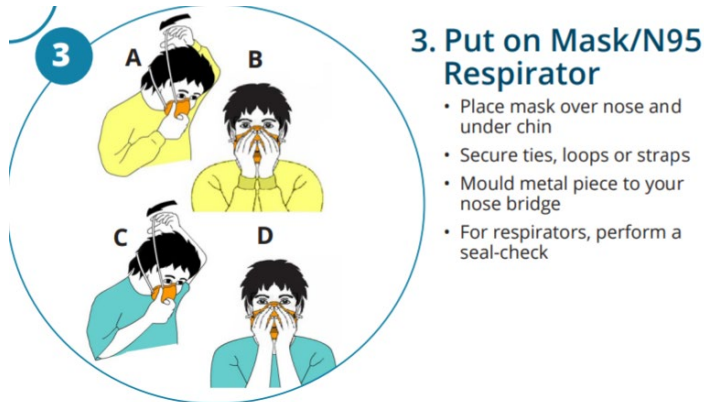 3
A
B
C
D
3. Put on Mask/N95
Respirator
• Place mask over nose and
under chin
• Secure ties, loops or straps
• Mould metal piece to your
nose bridge
• For respirators, perform a
seal-check